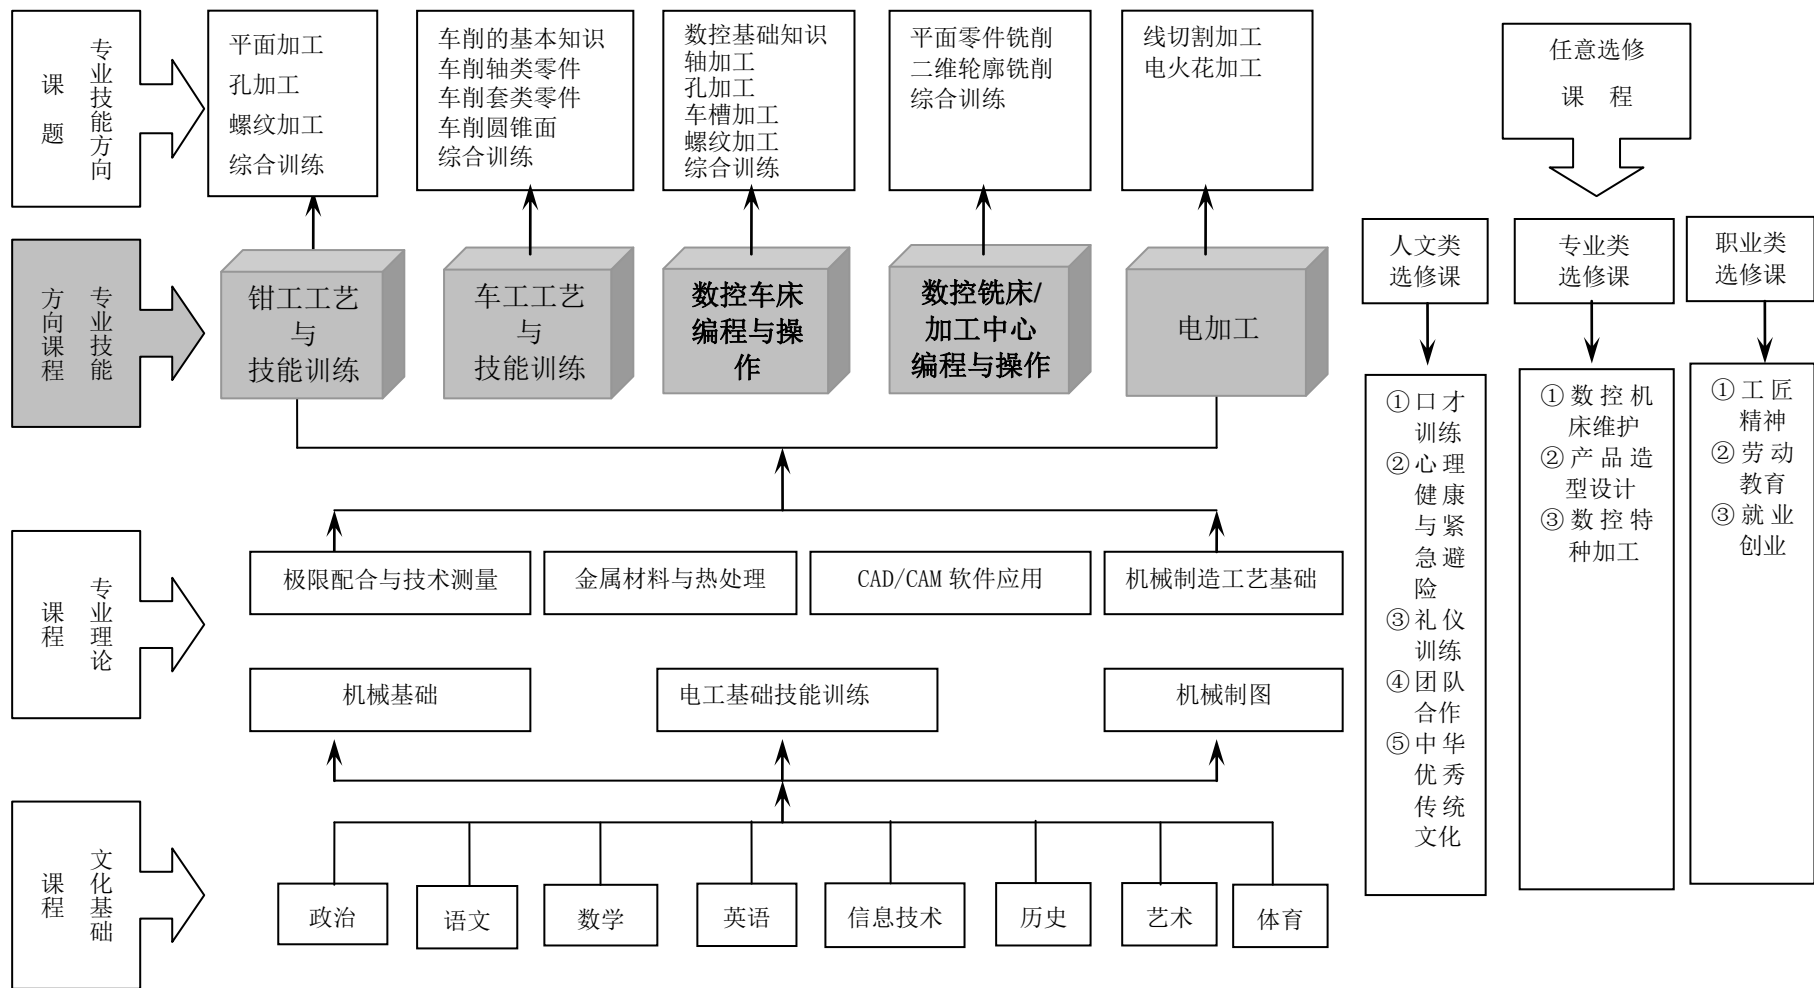 专业技能方向
课题
平面加工
孔加工
螺纹加工
综合训练
车削的基本知识
车削轴类零件
车削套类零件
车削圆锥面
综合训练
数控基础知识
轴加工
孔加工
车槽加工
螺纹加工
综合训练
平面零件铣削
二维轮廓铣削
综合训练
线切割加工
电火花加工
任意选修
课 程
专业技能
方向课程
钳工工艺
与
技能训练
车工工艺
与
技能训练
数控车床
编程与操
作
数控铣床/
加工中心
编程与操作
电加工
人文类
选修课
专业类
选修课
职业类
选修课
①口才
训练
②心理
健康
与紧
急避
险
③礼仪
训练
④团队
合作
⑤中华
优秀
传统
文化
①数控机
床维护
②产品造
型设计
③数控特
种加工
①工匠
精神
②劳动
教育
③就业
创业
专业理论
课程
极限配合与技术测量
金属材料与热处理
CAD/CAM 软件应用
机械制造工艺基础
机械基础
电工基础技能训练
机械制图
文化基础
课程
政治
语文
数学
英语
信息技术
历史
艺术
体育